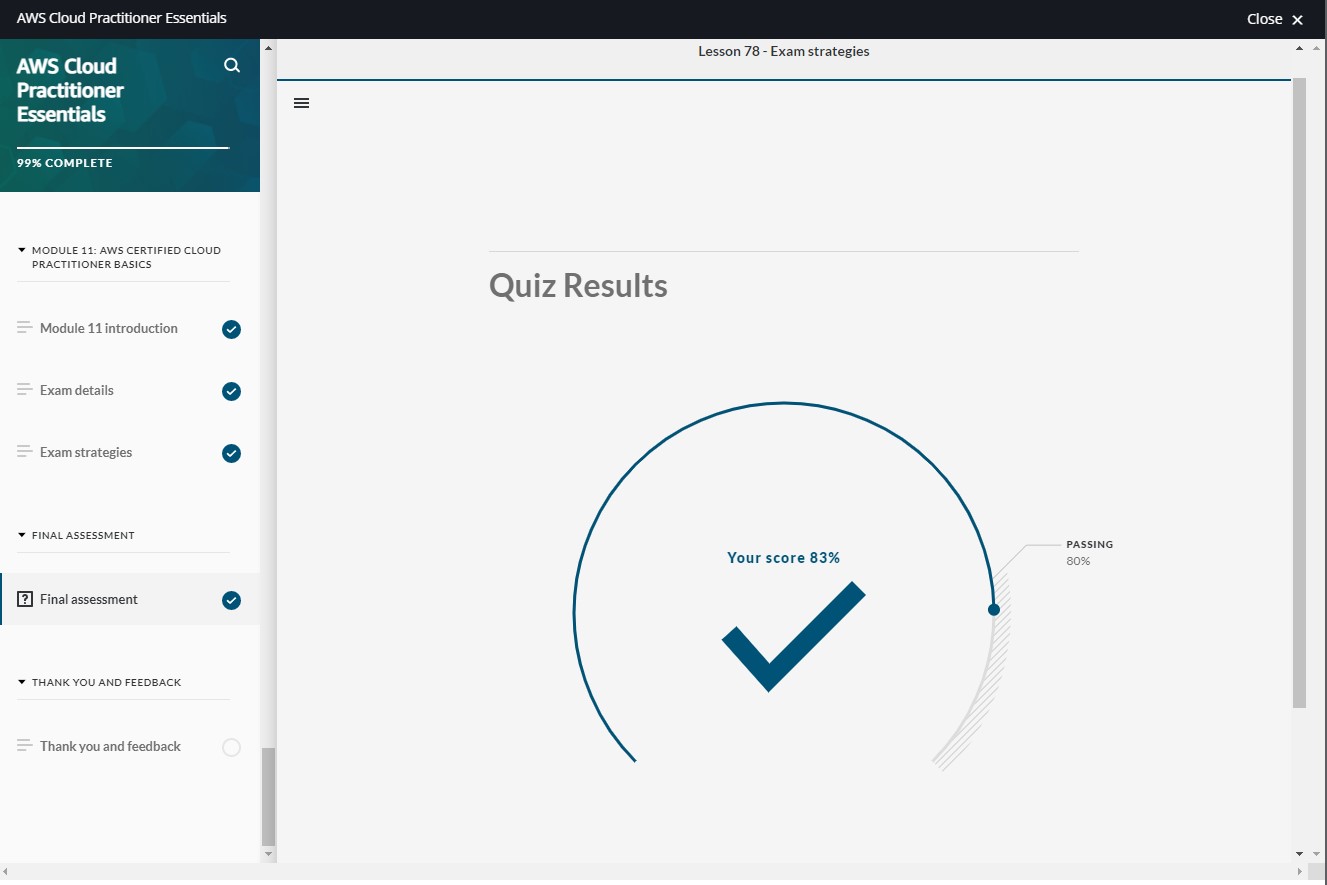 AWS Cloud Practitioner Essentials
Close
AWS Cloud
Practitioner
Essentials
99% COMPLETE
MODULE 11: AWS CERTIFIED CLOUD
PRACTITIONER BASICS
Module 11 introduction
Exam details
Exam strategies
FINAL ASSESSMENT
Final assessment
THANK YOU AND FEEDBACK
Thank you and feedback
Lesson 78 - Exam strategies
Quiz Results
Your score 83%
PASSING
80%